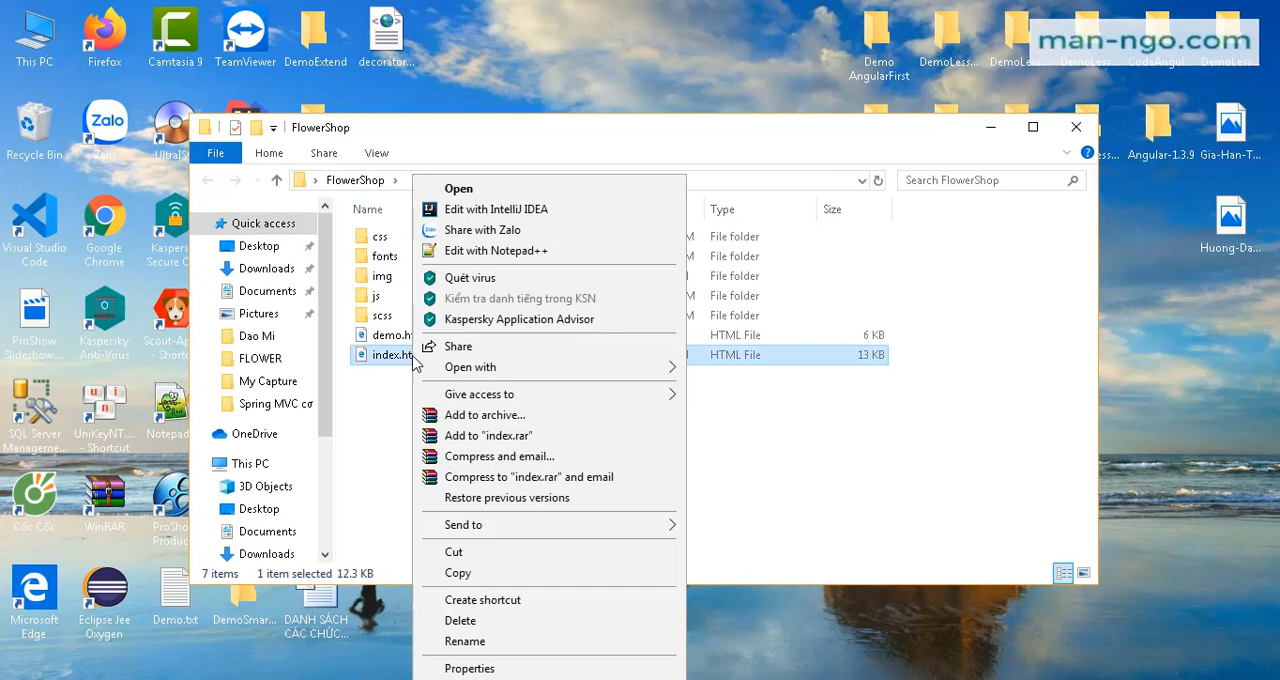 man-ngo.com
This PC
Firefox
Camtasia 9
TeamViewer
DemoExtend
decorator...
Demo
AngularFirst
DemoLess...
DemoLess...
DemoLess...
CodeAngul...
DemoLess...
Recycle Bin
Zalo
Zalo
UltraIS
Angular-1.3.9
Gia-Han-T...
Visual Studio
Code
Google
Chrome
Kaspers
Secure C
Huong-Da...
ProShow
Slideshow...
Kaspersky
Anti-Virus
Scout-Ap
- Shortc
SQL Server
Manageme...
UniKeyNT...
- Shortcut
Notepad
Cốc Cốc
WinRAR
ProSho
Produc
Microsoft
Edge
Eclipse Jee
Oxygen
Demo.txt
DemoSmar...
DANH SÁCH
CÁC CHỨC...
FlowerShop
File
Home
Share
View
FlowerShop
Search FlowerShop
Quick access
Desktop
Downloads
Documents
Pictures
Dao Mi
FLOWER
My Capture
Spring MVC cơ
OneDrive
This PC
3D Objects
Desktop
Documents
Downloads
Name
Type
Size
css
M
File folder
fonts
M
File folder
img
File folder
js
M
File folder
scss
File folder
demo.h
HTML File
6 KB
index.ht
HTML File
13 KB
7 items
1 item selected 12.3 KB
Open
Edit with IntelliJ IDEA
Share with Zalo
Edit with Notepad++
Quét virus
Kiểm tra danh tiếng trong KSN
Kaspersky Application Advisor
Share
Open with
Give access to
Add to archive...
Add to "index.rar"
Compress and email...
Compress to "index.rar" and email
Restore previous versions
Send to
Cut
Copy
Create shortcut
Delete
Rename
Properties